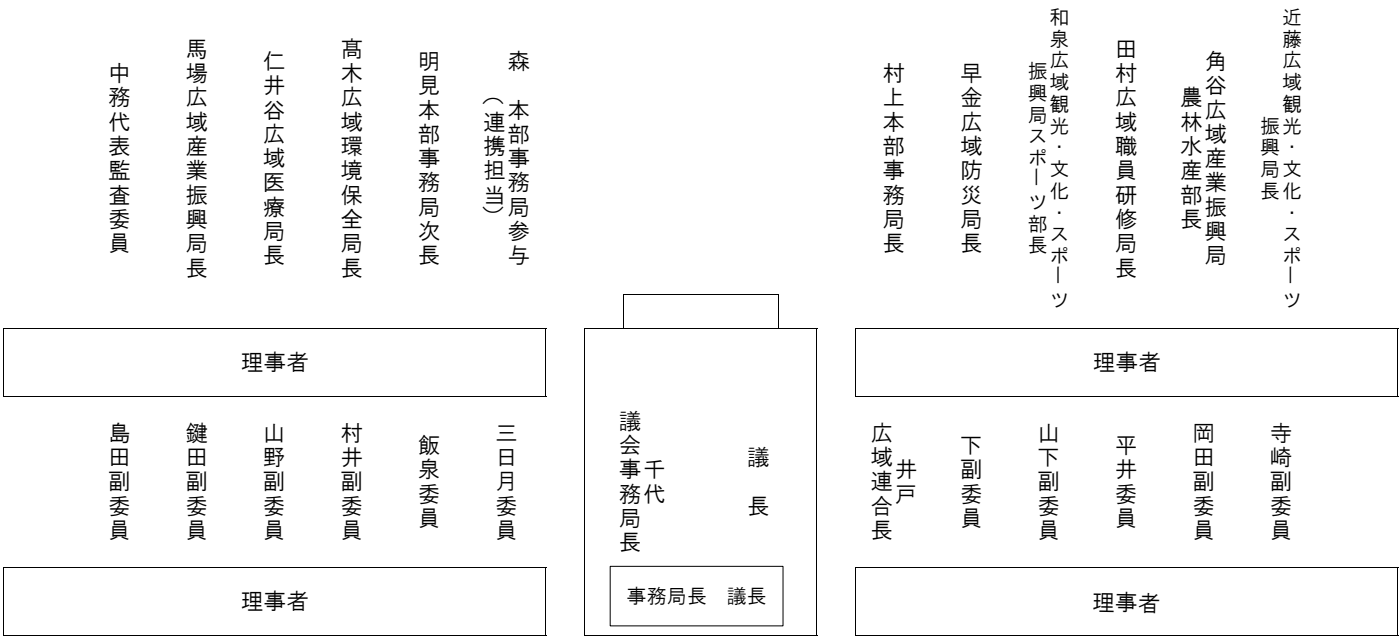 近藤広域観光・文化・スポーツ
振興局長
角谷広域産業振興局
農林水産部長
田村広域職員研修局長
和泉広域観光・文化・スポーツ
振興局スポーツ部長
早金広域防災局長
村上本部事務局長
森　本部事務局参与
（連携担当）
明見本部事務局次長
髙木広域環境保全局長
仁井谷広域医療局長
馬場広域産業振興局長
中務代表監査委員
理事者
理事者
寺崎副委員
岡田副委員
平井委員
山下副委員
下副委員
井戸
広域連合長
議　長
千代
議会事務局長
三日月委員
飯泉委員
村井副委員
山野副委員
鍵田副委員
島田副委員
事務局長　議長
理事者
理事者